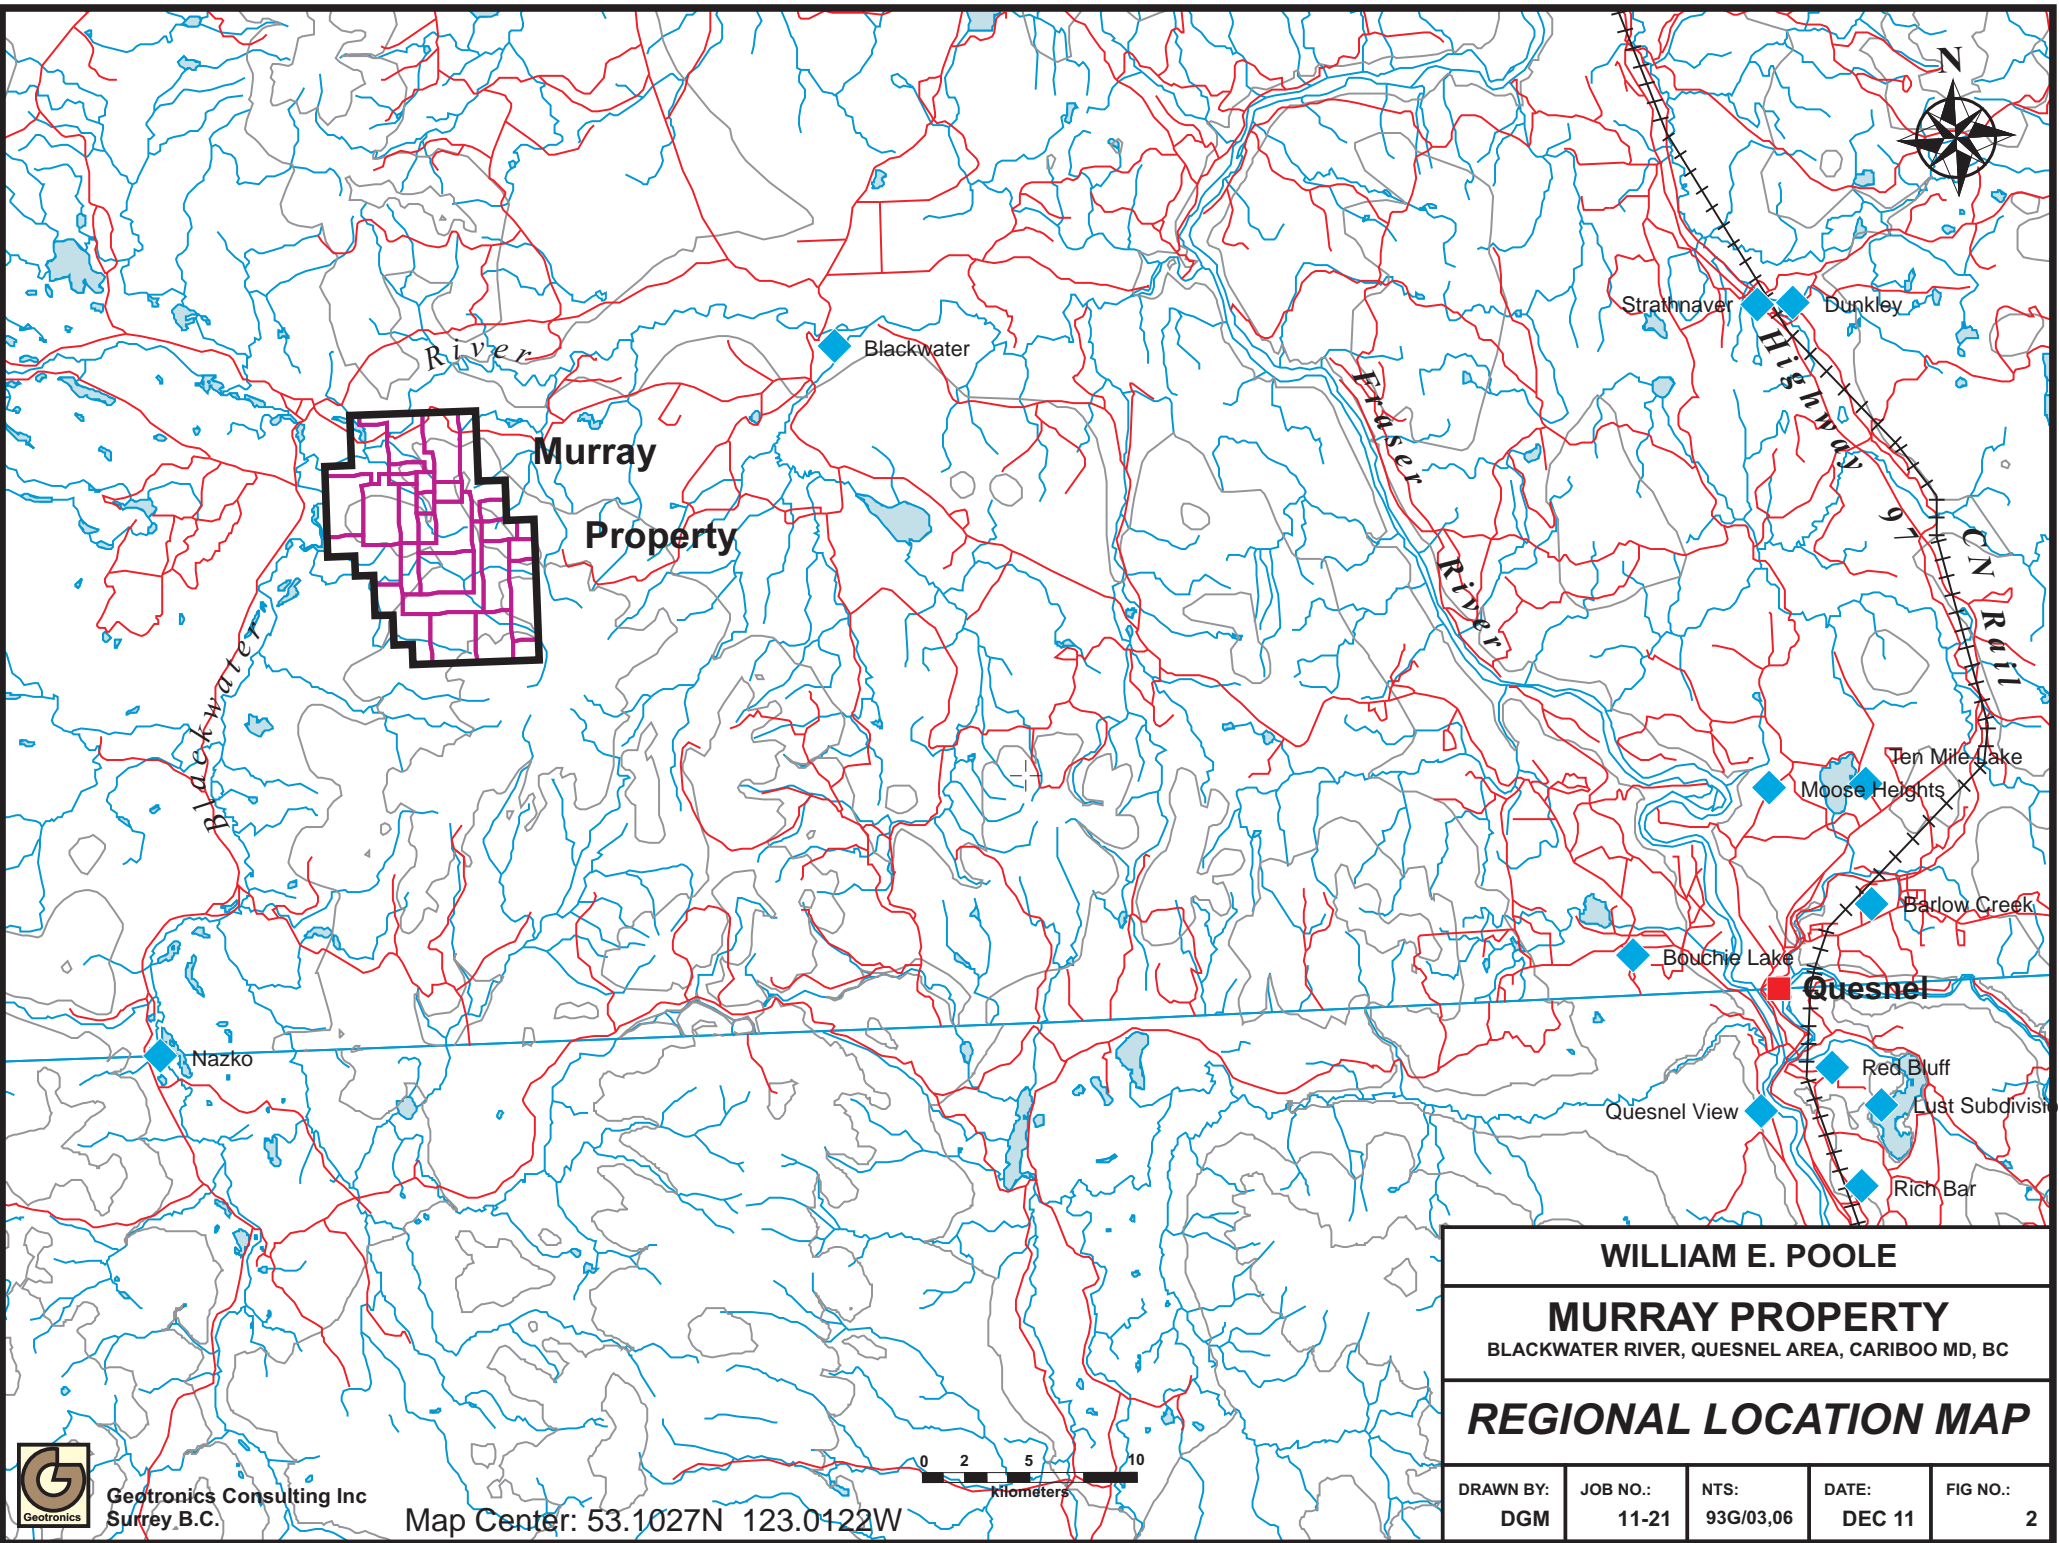 N
Strathnaver
Dunkley
River
Blackwater
Highway 97
Fraser
River
Murray
Property
CN Rail
Blackwater
Ten Mile Lake
Moose Heights
Barlow Creek
Bouchie Lake
Quesnel
Nazko
Red Bluff
Quesnel View
Lust Subdivisio
Rich Bar
WILLIAM E. POOLE
MURRAY PROPERTY
BLACKWATER RIVER, QUESNEL AREA, CARIBOO MD, BC
REGIONAL LOCATION MAP
DRAWN BY: JOB NO.: NTS: DATE: FIG NO.:
DGM 11-21 93G/03,06 DEC 11 2
0 2 5 10
kilometers
Geotronics
Geotronics Consulting Inc
Surrey B.C.
Map Center: 53.1027N 123.0122W